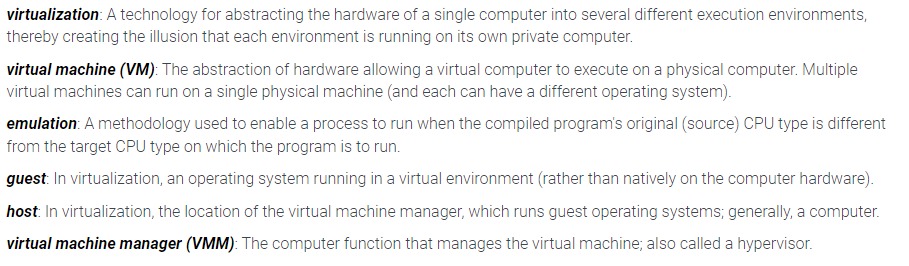 virtualization: A technology for abstracting the hardware of a single computer into several different execution environments,
thereby creating the illusion that each environment is running on its own private computer.
virtual machine (VM): The abstraction of hardware allowing a virtual computer to execute on a physical computer. Multiple
virtual machines can run on a single physical machine (and each can have a different operating system).
emulation: A methodology used to enable a process to run when the compiled program's original (source) CPU type is different
from the target CPU type on which the program is to run.
guest: In virtualization, an operating system running in a virtual environment (rather than natively on the computer hardware).
host: In virtualization, the location of the virtual machine manager, which runs guest operating systems; generally, a computer.
virtual machine manager (VMM): The computer function that manages the virtual machine; also called a hypervisor.